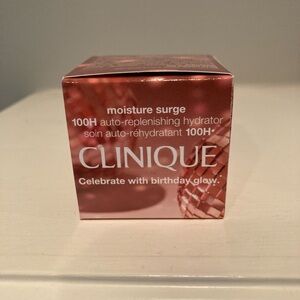 moisture surge
100H auto-replenishing hydrator
soin auto-réhydratant 100H*
CLINIQUE
Celebrate with birthday glow.